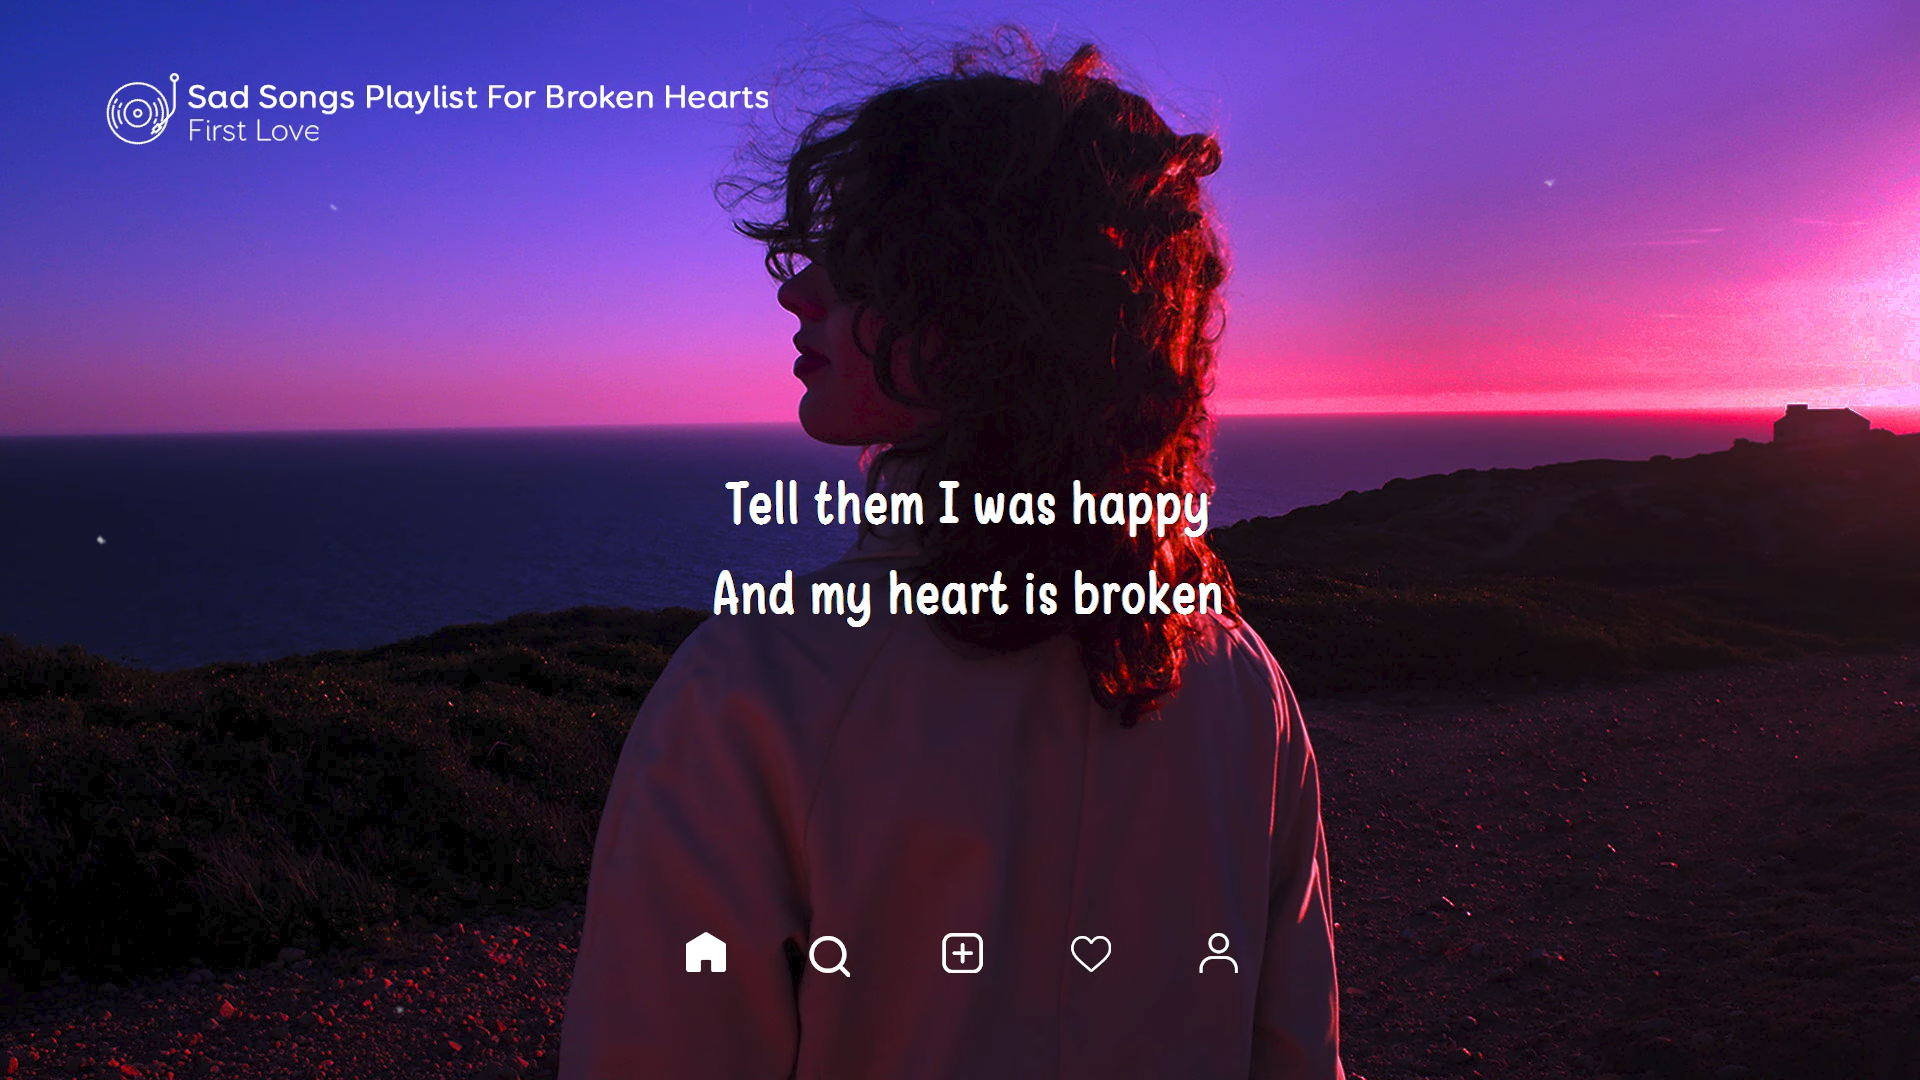 Sad Songs Playlist For Broken Hearts
First Love
Tell them I was happy
And my heart is broken